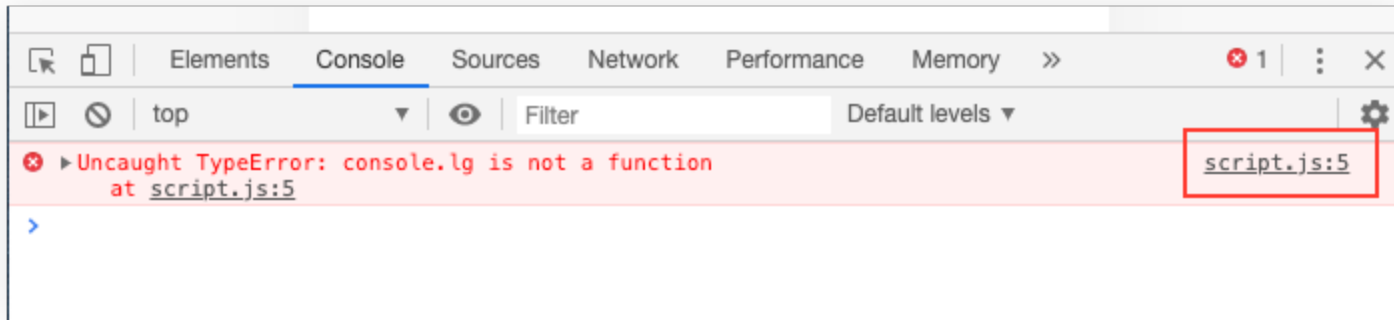 Elements Console Sources Network Performance Memory » 1
top Filter Default levels
Uncaught TypeError: console.lg is not a function script.js:5
at script.js:5